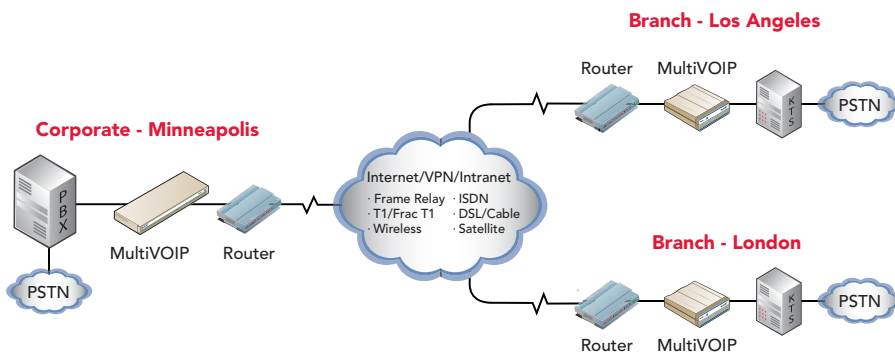 Corporate - Minneapolis
PBX
MultiVOIP
Router
PSTN
Internet/VPN/Intranet
· Frame Relay · ISDN
· T1/Frac T1 · DSL/Cable
· Wireless · Satellite
Branch - Los Angeles
Router MultiVOIP
KTS
PSTN
Branch - London
KTS
PSTN
Router MultiVOIP